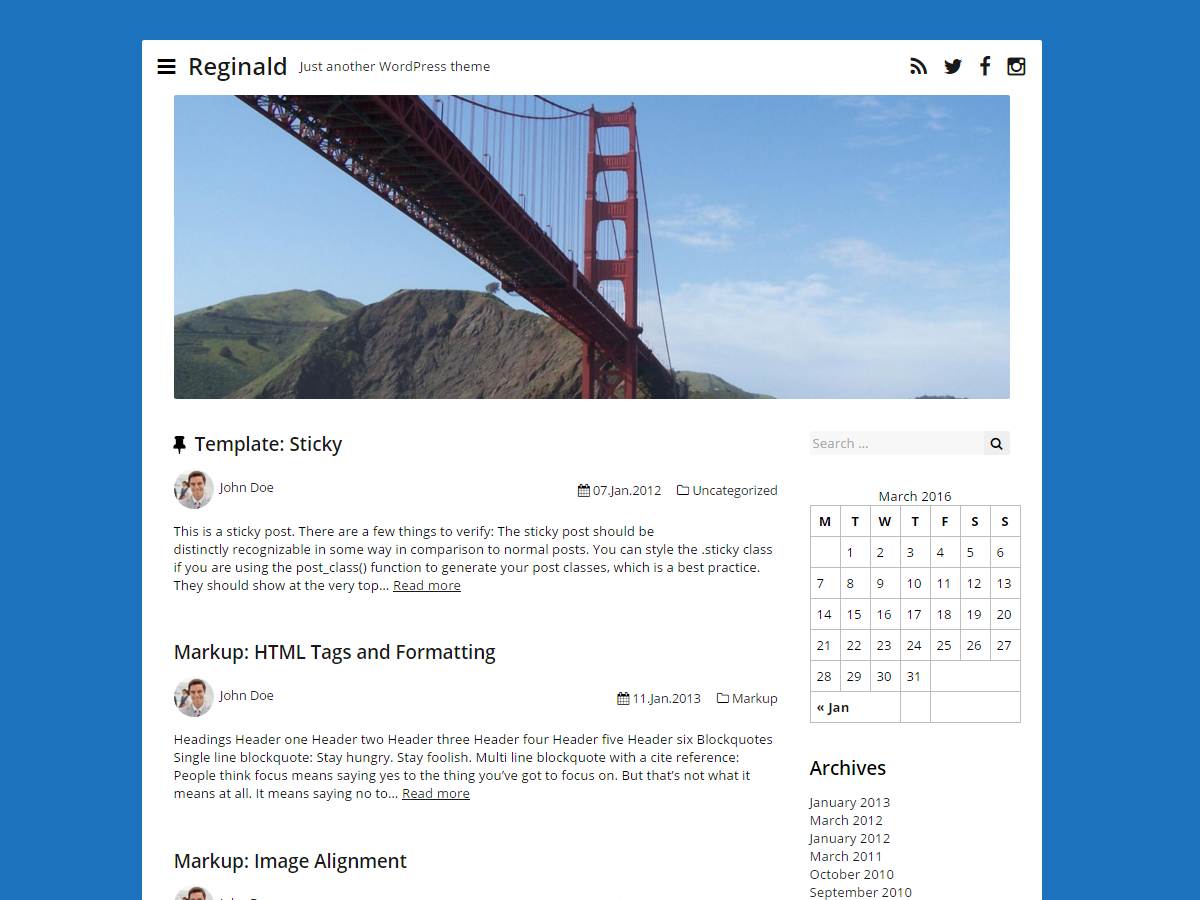 Reginald Just another WordPress theme
Template: Sticky
John Doe 07.Jan.2012 Uncategorized
This is a sticky post. There are a few things to verify: The sticky post should be
distinctly recognizable in some way in comparison to normal posts. You can style the .sticky class
if you are using the post_class() function to generate your post classes, which is a best practice.
They should show at the very top... Read more
Markup: HTML Tags and Formatting
John Doe 11.Jan.2013 Markup
Headings Header one Header two Header three Header four Header five Header six Blockquotes
Single line blockquote: Stay hungry. Stay foolish. Multi line blockquote with a cite reference:
People think focus means saying yes to the thing you’ve got to focus on. But that’s not what it
means at all. It means saying no to... Read more
Markup: Image Alignment
Search ...
March 2016
M T W T F S S
1 2 3 4 5 6
7 8 9 10 11 12 13
14 15 16 17 18 19 20
21 22 23 24 25 26 27
28 29 30 31
« Jan
Archives
January 2013
March 2012
January 2012
March 2011
October 2010
September 2010